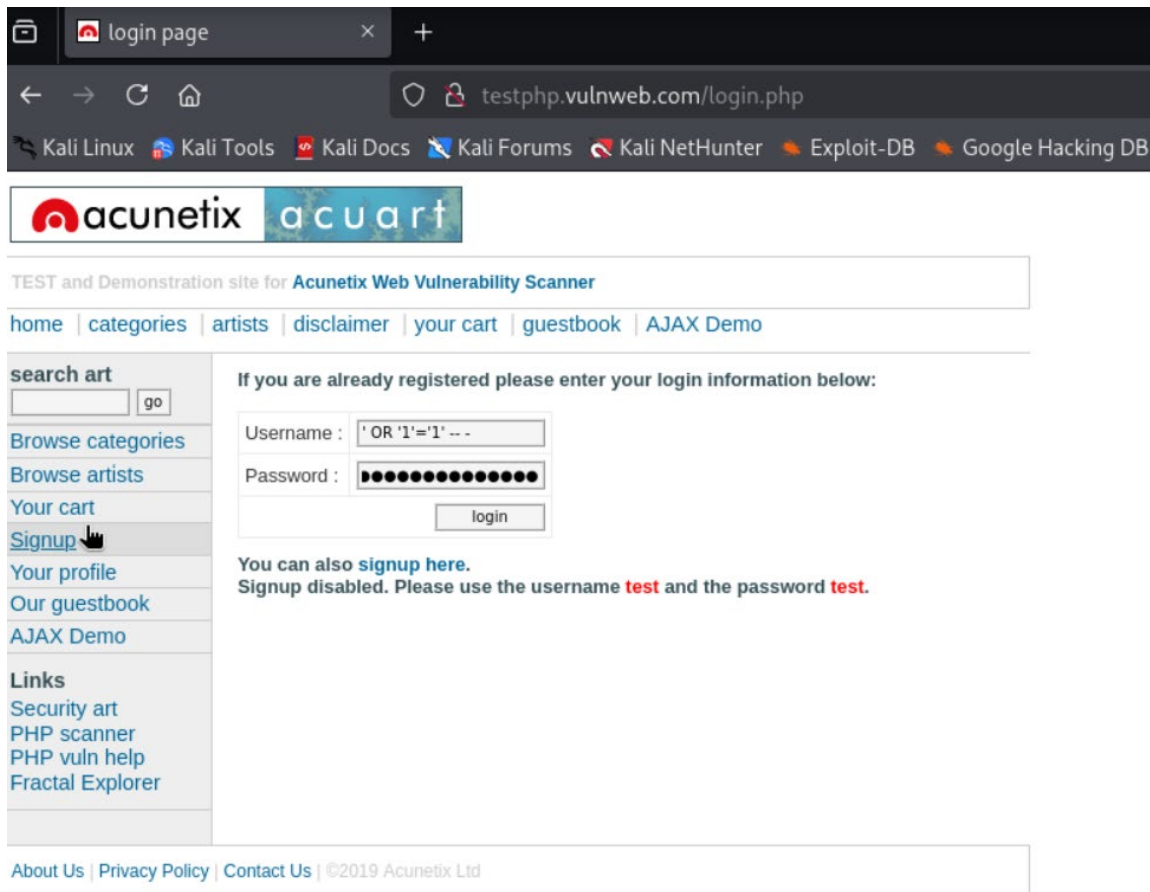 login page
testphp.vulnweb.com/login.php
Kali Linux Kali Tools Kali Docs Kali Forums Kali NetHunter Exploit-DB Google Hacking DB
acunetix acuart
TEST and Demonstration site for Acunetix Web Vulnerability Scanner
home | categories | artists | disclaimer | your cart | guestbook | AJAX Demo
search art
go
Browse categories
Browse artists
Your cart
Signup
Your profile
Our guestbook
AJAX Demo
Links
Security art
PHP scanner
PHP vuln help
Fractal Explorer
If you are already registered please enter your login information below:
Username : ' OR '1'='1' -- -
Password : ●●●●●●●●●●●●●●
login
You can also signup here.
Signup disabled. Please use the username test and the password test.
About Us | Privacy Policy | Contact Us | ©2019 Acunetix Ltd